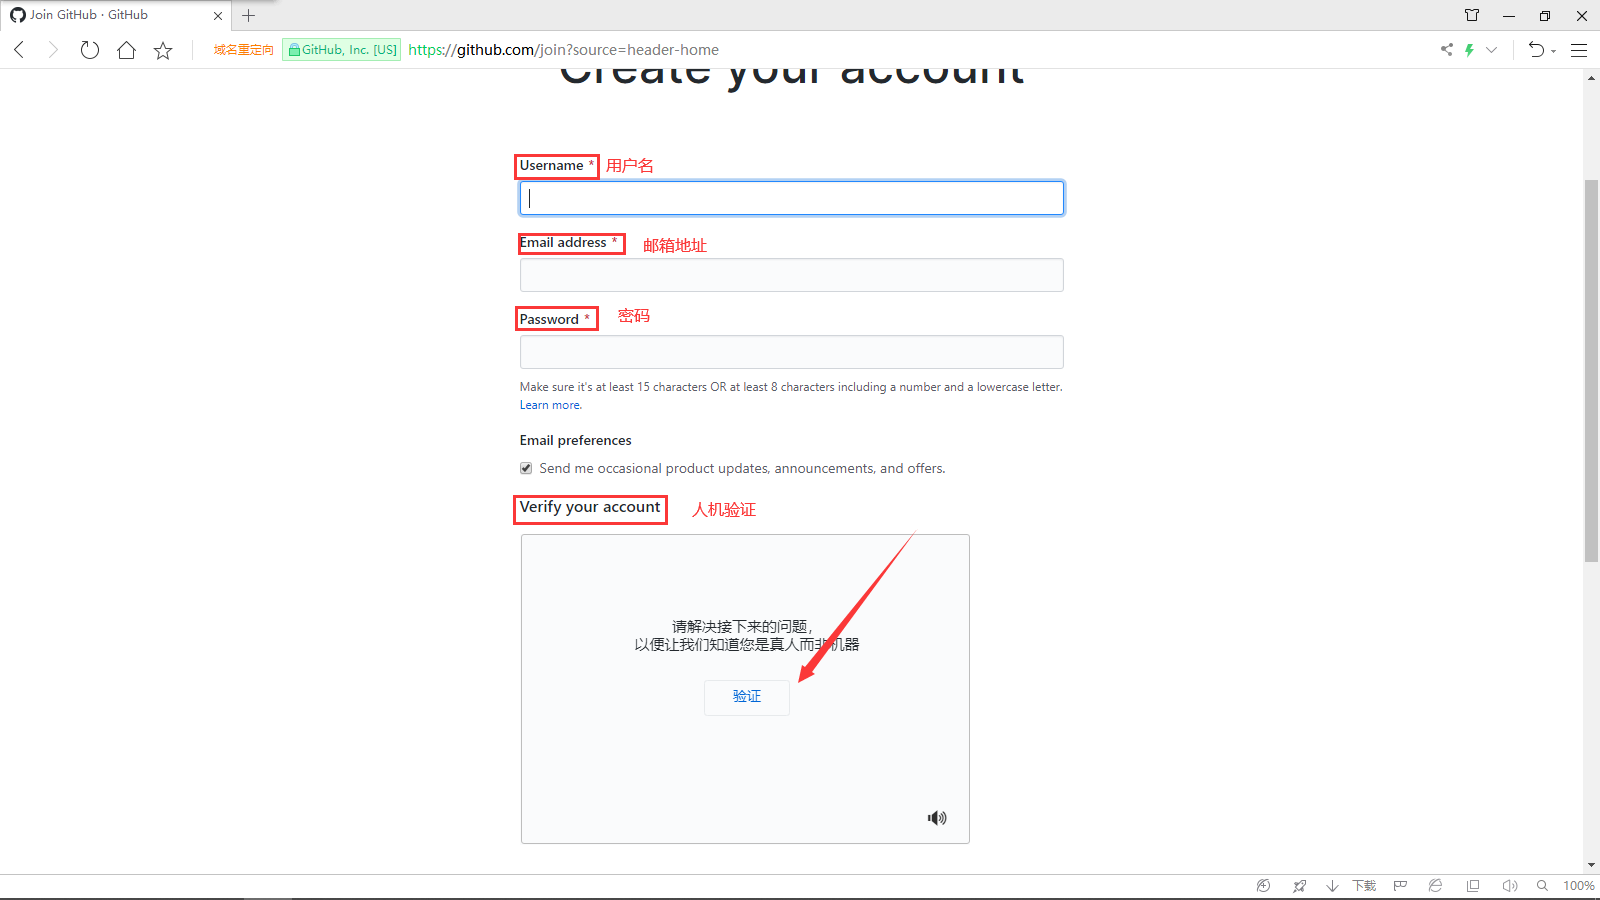 Join GitHub · GitHub
域名重定向 GitHub, Inc. [US] https://github.com/join?source=header-home
Create your account
Username * 用户名
Email address * 邮箱地址
Password * 密码
Make sure it's at least 15 characters OR at least 8 characters including a number and a lowercase letter.
Learn more.
Email preferences
Send me occasional product updates, announcements, and offers.
Verify your account 人机验证
请解决接下来的问题，
以便让我们知道您是真人而非机器
验证
下载 100%